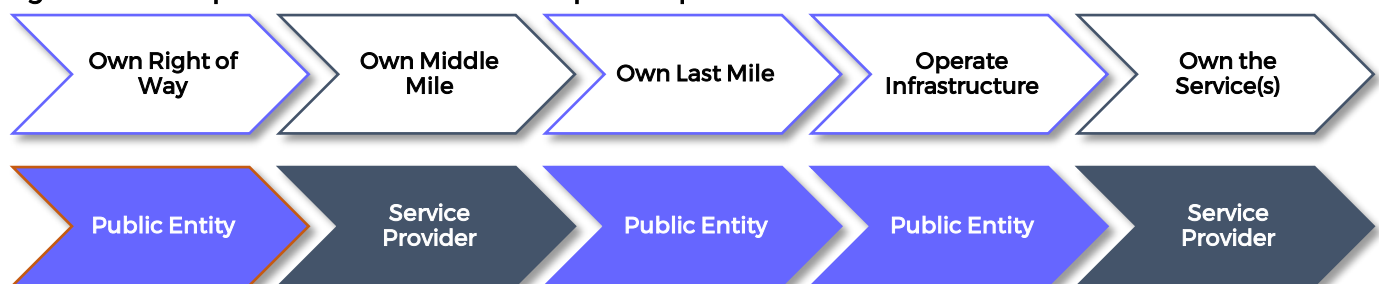 Own Right of
Way
Own Middle
Mile
Own Last Mile
Operate
Infrastructure
Own the
Service(s)
Public Entity
Service
Provider
Public Entity
Public Entity
Service
Provider